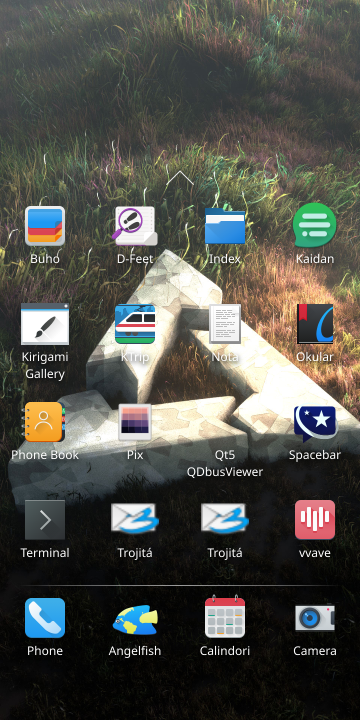 Buho
D-Feet
Index
Kaidan
Kirigami
Gallery
KTrip
Nota
Okular
Phone Book
Pix
Qt5
QDbusViewer
Spacebar
Terminal
Trojitá
Trojitá
vvave
Phone
Angelfish
Calindori
Camera